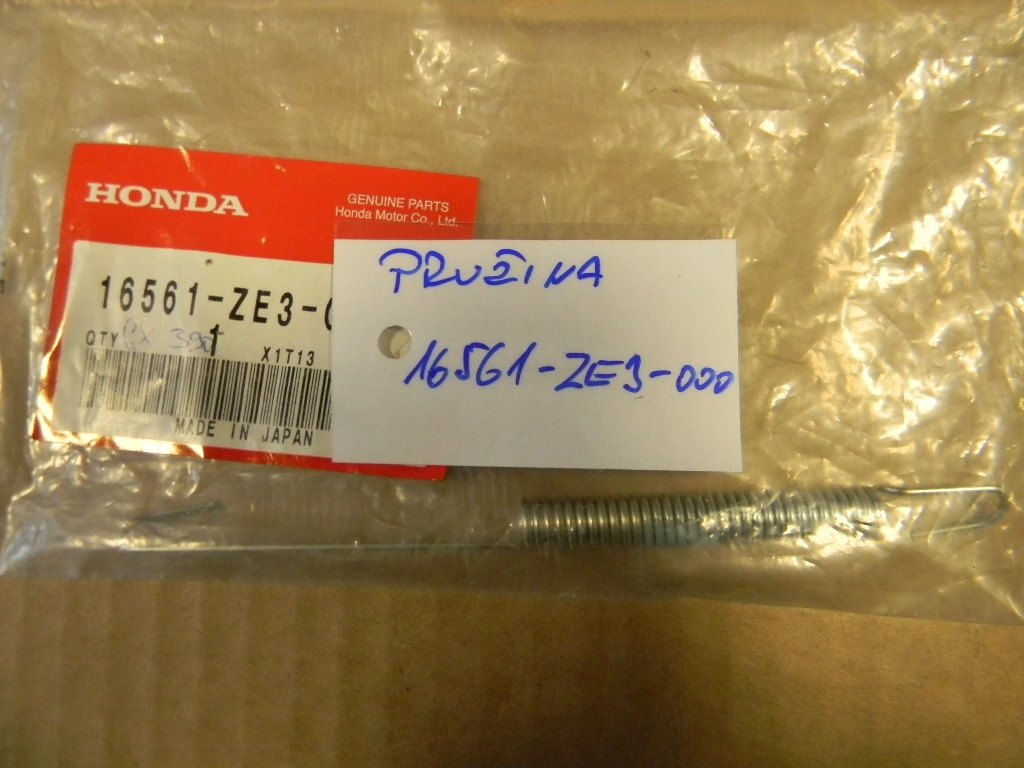 HONDA
GENUINE PARTS
Honda Motor Co., Ltd.
16561-ZE3-0
QTY 1
X1T13
MADE IN JAPAN
PRUŽINA
16561-ZE3-000